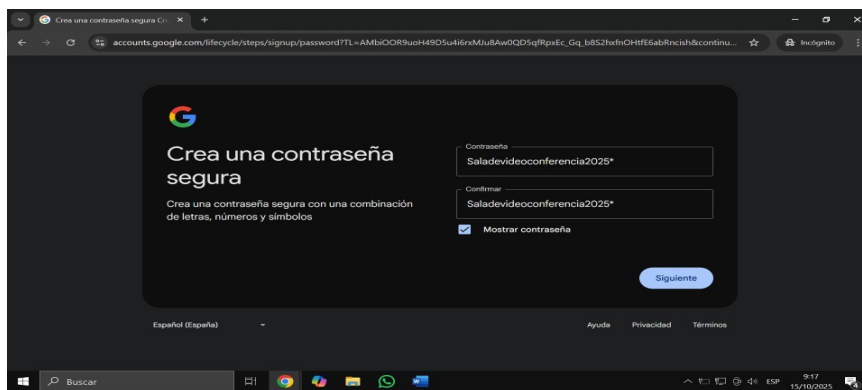 Crea una contraseña segura Cre
accounts.google.com/lifecycle/steps/signup/password?TL=AMbiOOR9uoH49D5u4i6rxMJu8Aw0QD5qfRpxEc_Gq_b8S2hxfnOHtfE6abRncish&continu...
Incógnito
Crea una contraseña
segura
Crea una contraseña segura con una combinación
de letras, números y símbolos
Contraseña
Saladevideoconferencia2025*
Confirmar
Saladevideoconferencia2025*
Mostrar contraseña
Siguiente
Español (España)
Ayuda Privacidad Términos
Buscar
ESP
9:17
15/10/2025